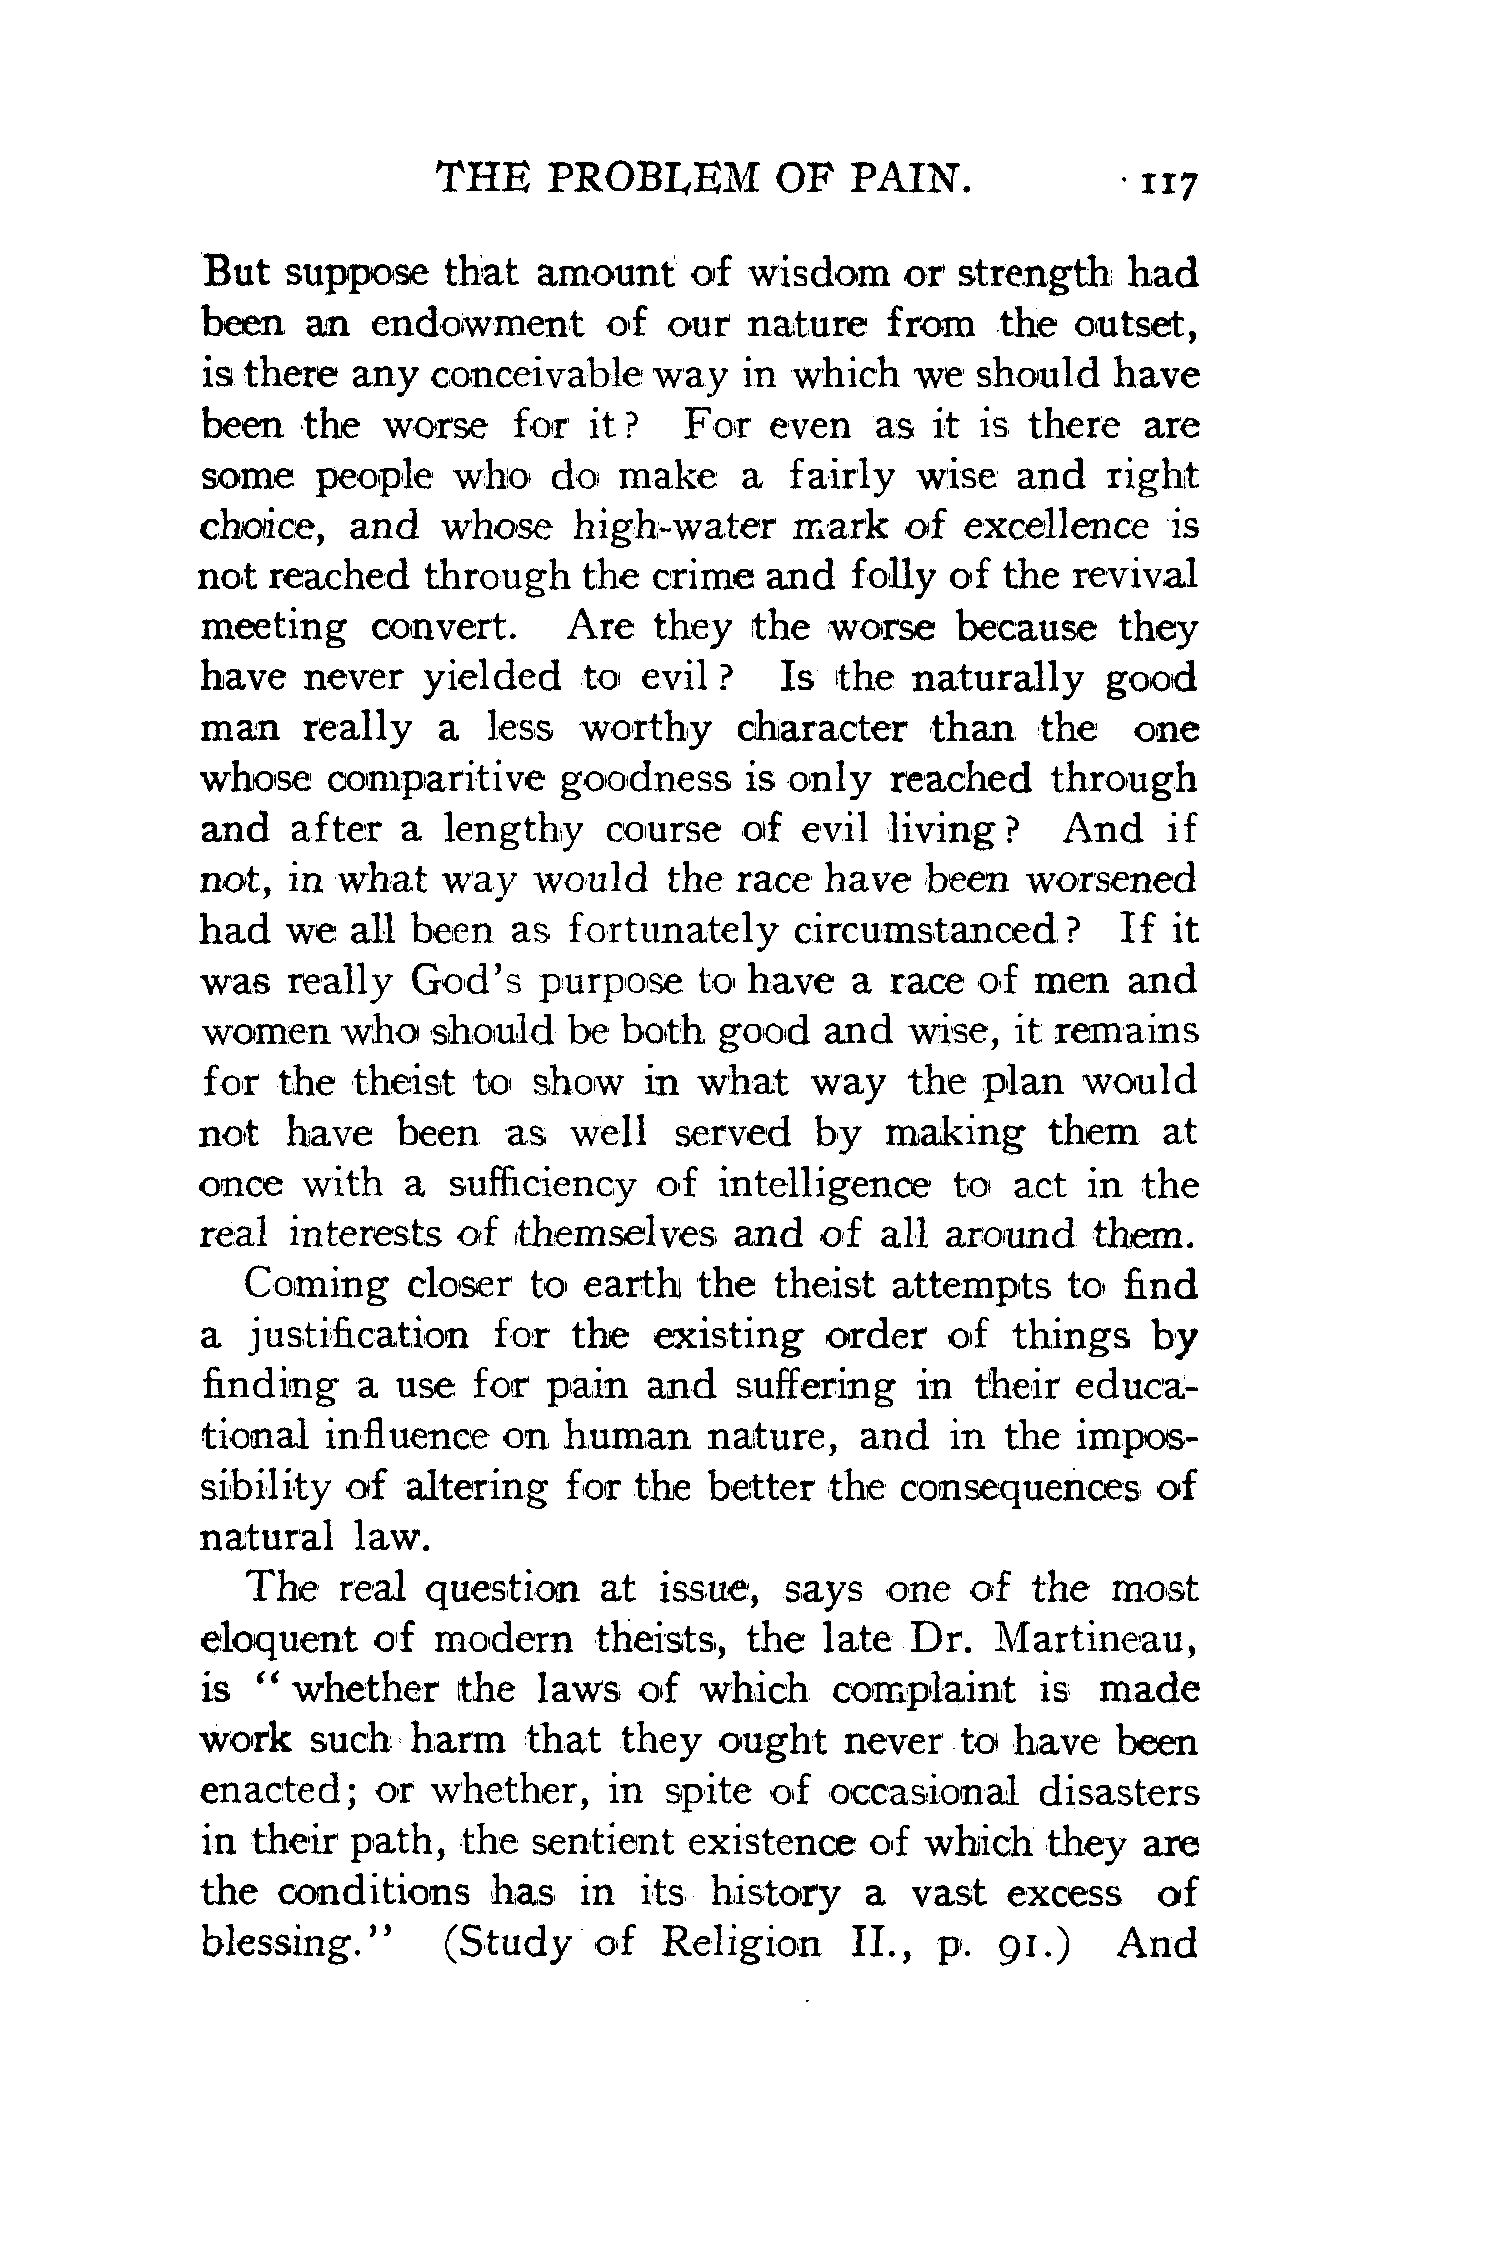 THE PROBLEM OF PAIN. 117
But suppose that amount of wisdom or strength had
been an endowment of our nature from the outset,
is there any conceivable way in which we should have
been the worse for it? For even as it is there are
some people who do make a fairly wise and right
choice, and whose high-water mark of excellence is
not reached through the crime and folly of the revival
meeting convert. Are they the worse because they
have never yielded to evil? Is the naturally good
man really a less worthy character than the one
whose comparitive goodness is only reached through
and after a lengthy course of evil living? And if
not, in what way would the race have been worsened
had we all been as fortunately circumstanced? If it
was really God's purpose to have a race of men and
women who should be both good and wise, it remains
for the theist to show in what way the plan would
not have been as well served by making them at
once with a sufficiency of intelligence to act in the
real interests of themselves and of all around them.
Coming closer to earth the theist attempts to find
a justification for the existing order of things by
finding a use for pain and suffering in their educa-
tional influence on human nature, and in the impos-
sibility of altering for the better the consequences of
natural law.
The real question at issue, says one of the most
eloquent of modern theists, the late Dr. Martineau,
is "whether the laws of which complaint is made
work such harm that they ought never to have been
enacted; or whether, in spite of occasional disasters
in their path, the sentient existence of which they are
the conditions has in its history a vast excess of
blessing." (Study of Religion II., p. 91.) And